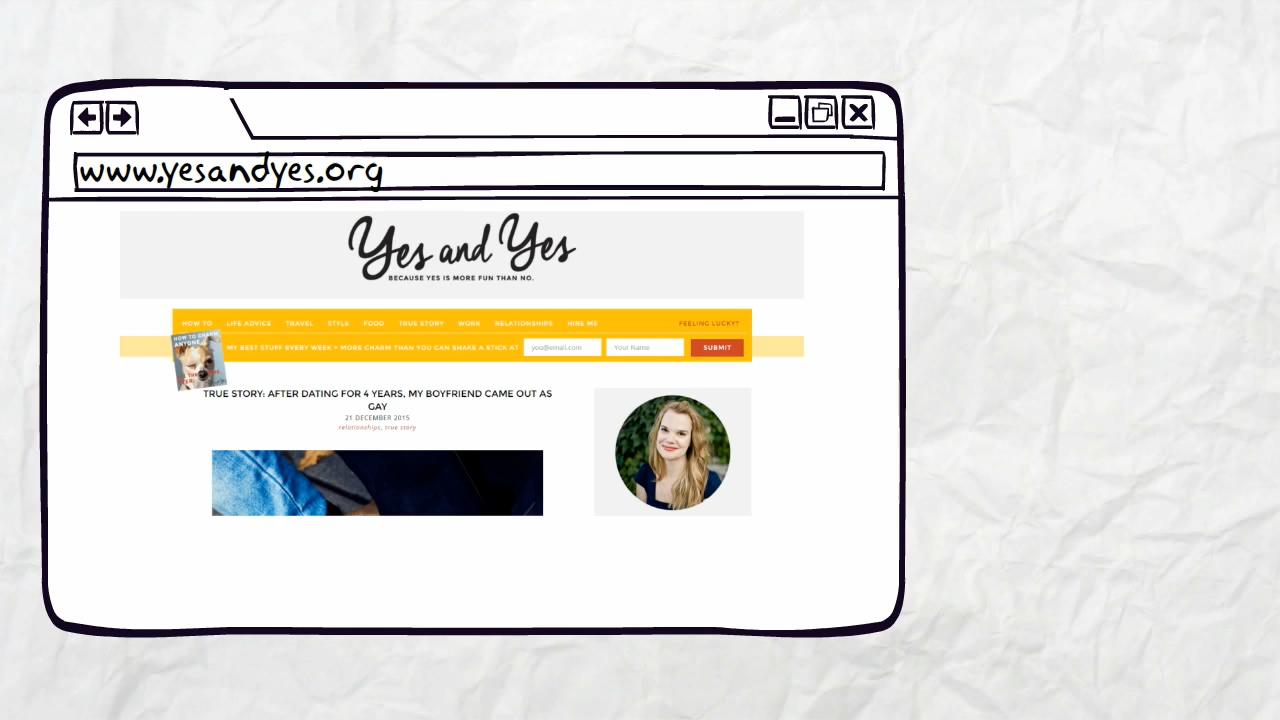 www.yesandyes.org
Yes and Yes
BECAUSE YES IS MORE FUN THAN NO.
HOW TO LIFE ADVICE TRAVEL STYLE FOOD TRUE STORY WORK RELATIONSHIPS HIRE ME FEELING LUCKY?
HOW TO CHARM
ANYONE
MY BEST STUFF EVERY WEEK + MORE CHARM THAN YOU CAN SHAKE A STICK AT you@email.com Your Name SUBMIT
TRUE STORY: AFTER DATING FOR 4 YEARS, MY BOYFRIEND CAME OUT AS
GAY
21 DECEMBER 2015
relationships, true story